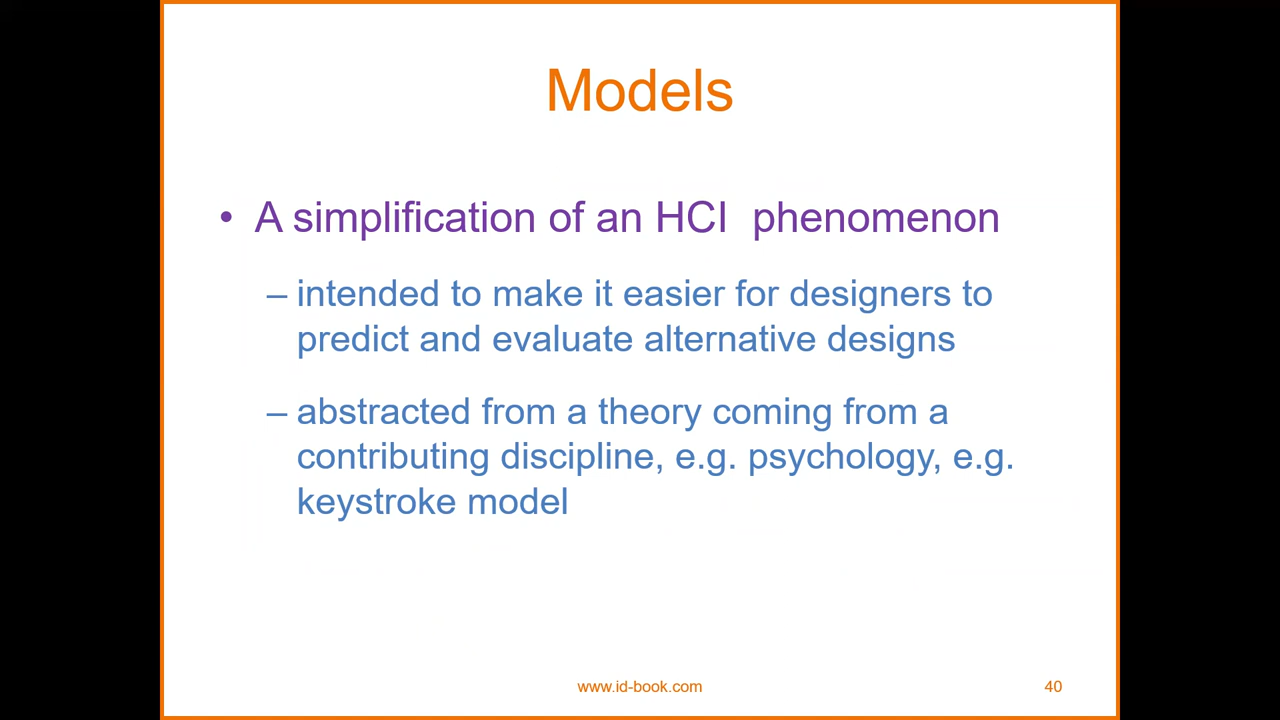 Models
• A simplification of an HCI  phenomenon
– intended to make it easier for designers to
predict and evaluate alternative designs
– abstracted from a theory coming from a
contributing discipline, e.g. psychology, e.g.
keystroke model
www.id-book.com
40